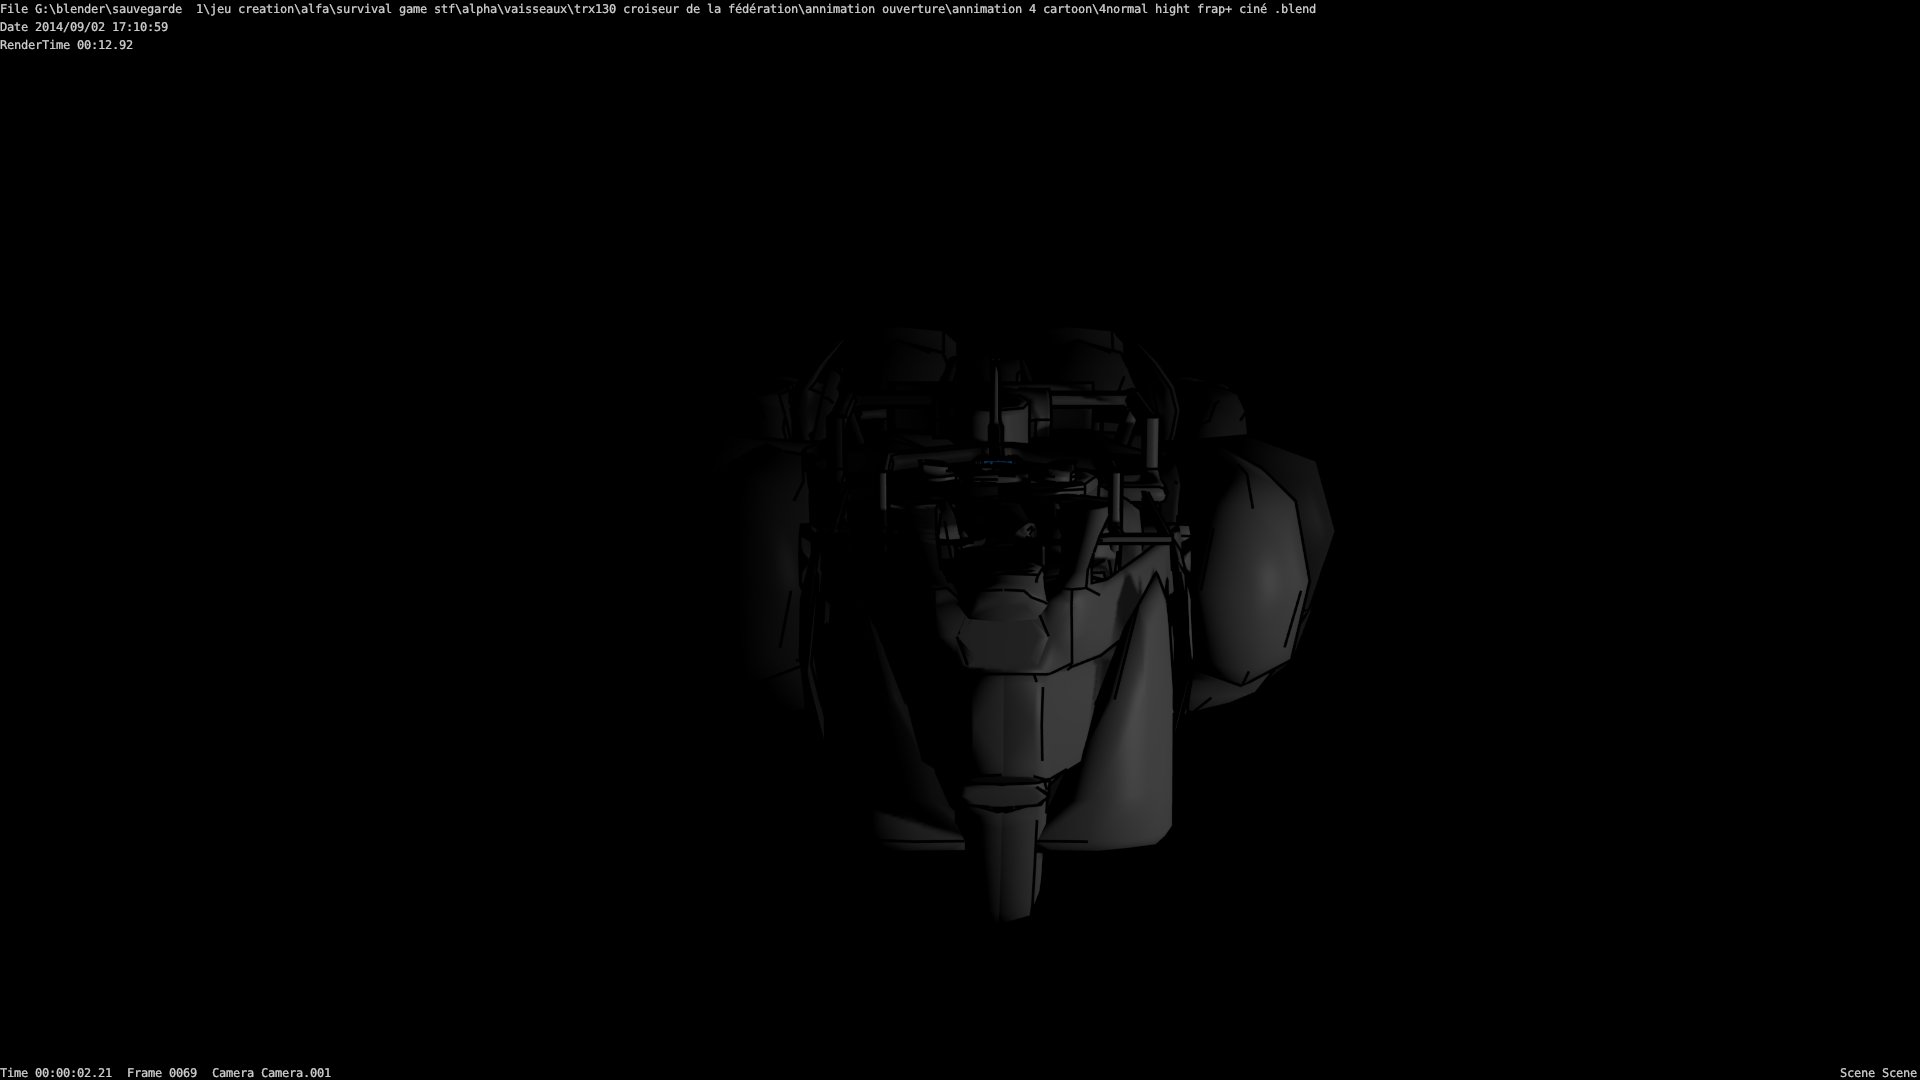 File G:\blender\sauvegarde  1\jeu creation\alfa\survival game stf\alpha\vaisseaux\trx130 croiseur de la fédération\annimation ouverture\annimation 4 cartoon\4normal hight frap+ ciné .blend
Date 2014/09/02 17:10:59
RenderTime 00:12.92
Time 00:00:02.21  Frame 0069  Camera Camera.001
Scene Scene